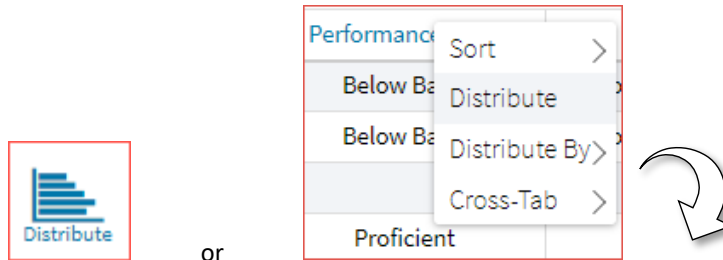 Performance
Sort
Below Ba
Distribute
Below Ba
Distribute By
Cross-Tab
Proficient
Distribute
or